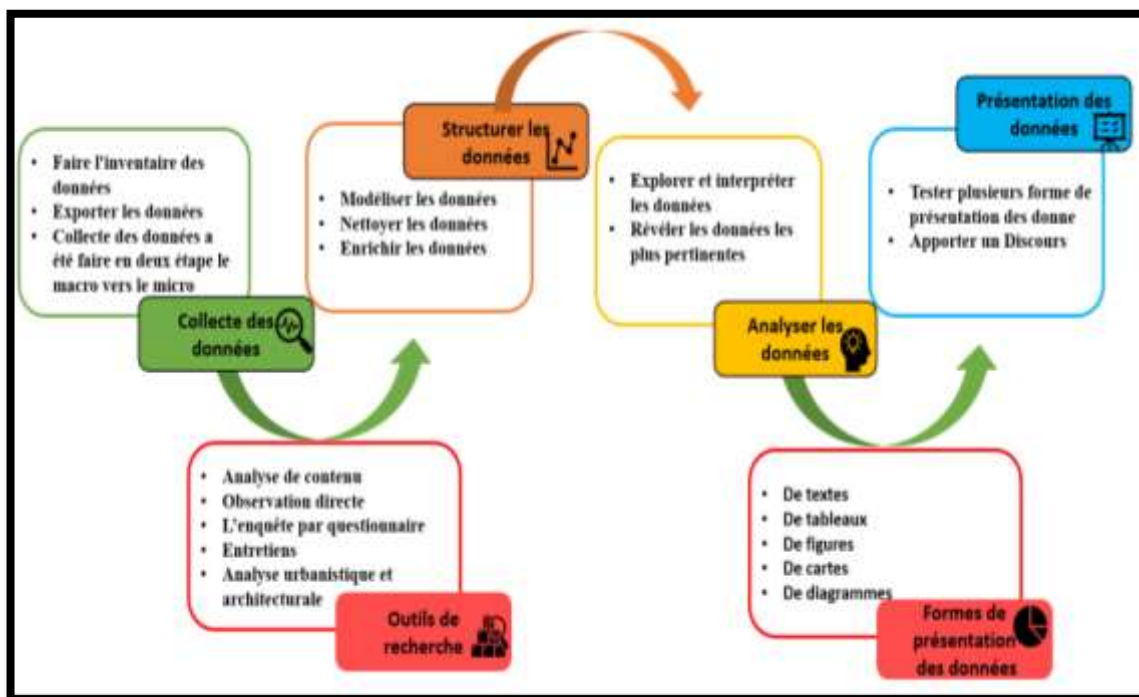 Faire l'inventaire des
données
Exporter les données
Collecte des données a
été faire en deux étape le
macro vers le micro
Collecte des
données
Structurer les
données
Modéliser les données
Nettoyer les données
Enrichir les données
Explorer et interpréter
les données
Révéler les données les
plus pertinentes
Analyser les
données
Présentation des
données
Tester plusieurs forme de
présentation des donne
Apporter un Discours
Analyse de contenu
Observation directe
L'enquête par questionnaire
Entretiens
Analyse urbanistique et
architecturale
Outils de
recherche
De textes
De tableaux
De figures
De cartes
De diagrammes
Formes de
présentation
des données